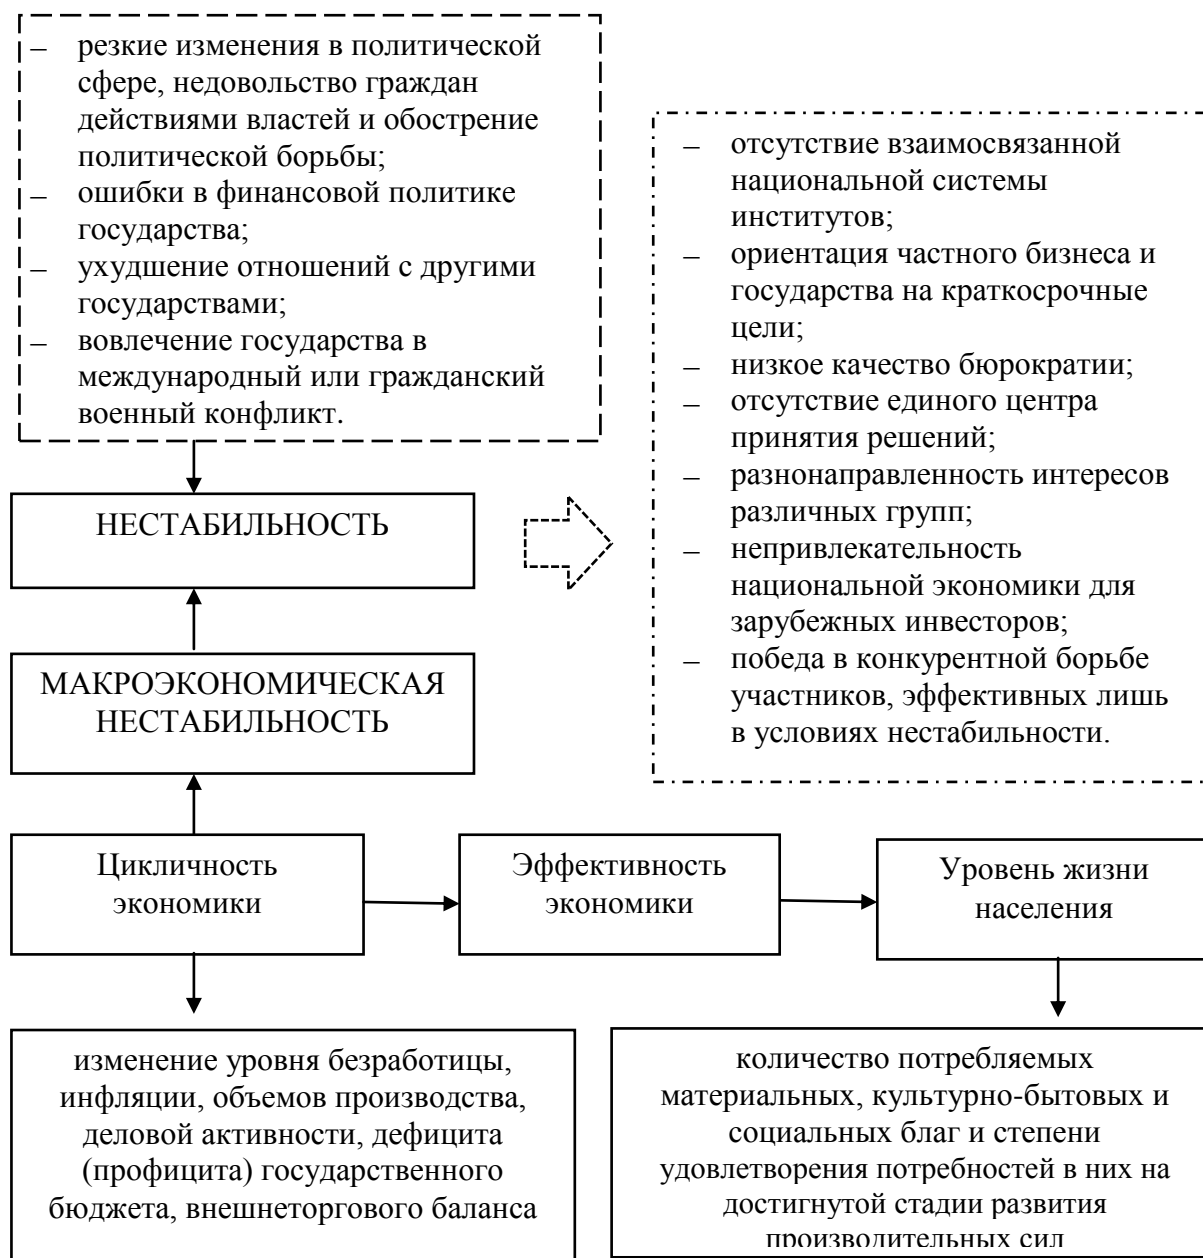 – резкие изменения в политической
сфере, недовольство граждан
действиями властей и обострение
политической борьбы;
– ошибки в финансовой политике
государства;
– ухудшение отношений с другими
государствами;
– вовлечение государства в
международный или гражданский
военный конфликт.
– отсутствие взаимосвязанной
национальной системы
институтов;
– ориентация частного бизнеса и
государства на краткосрочные
цели;
– низкое качество бюрократии;
– отсутствие единого центра
принятия решений;
– разнонаправленность интересов
различных групп;
– непривлекательность
национальной экономики для
зарубежных инвесторов;
– победа в конкурентной борьбе
участников, эффективных лишь
в условиях нестабильности.
НЕСТАБИЛЬНОСТЬ
МАКРОЭКОНОМИЧЕСКАЯ
НЕСТАБИЛЬНОСТЬ
Цикличность
экономики
Эффективность
экономики
Уровень жизни
населения
изменение уровня безработицы,
инфляции, объемов производства,
деловой активности, дефицита
(профицита) государственного
бюджета, внешнеторгового баланса
количество потребляемых
материальных, культурно-бытовых и
социальных благ и степени
удовлетворения потребностей в них на
достигнутой стадии развития
производительных сил